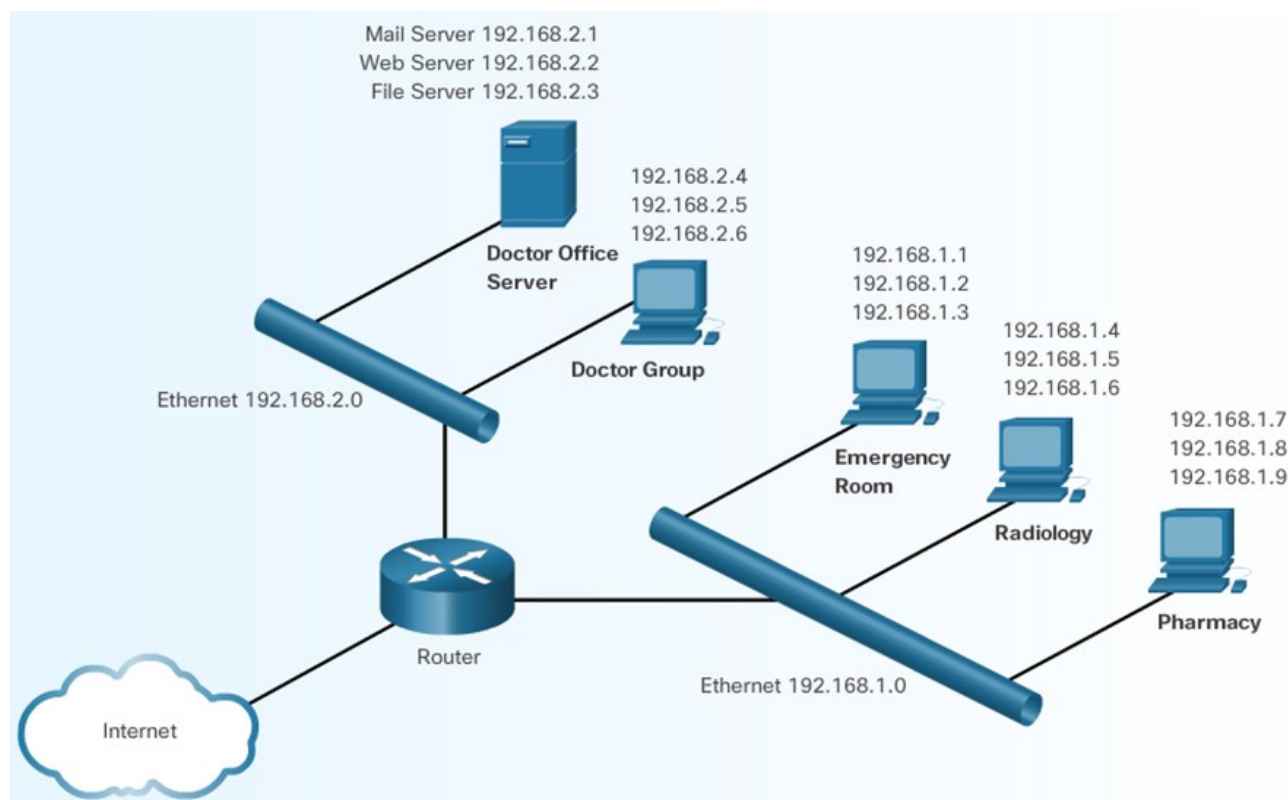 Mail Server 192.168.2.1
Web Server 192.168.2.2
File Server 192.168.2.3
192.168.2.4
192.168.2.5
192.168.2.6
Doctor Office
Server
Doctor Group
Ethernet 192.168.2.0
192.168.1.1
192.168.1.2
192.168.1.3
Emergency
Room
192.168.1.4
192.168.1.5
192.168.1.6
Radiology
192.168.1.7
192.168.1.8
192.168.1.9
Pharmacy
Router
Ethernet 192.168.1.0
Internet